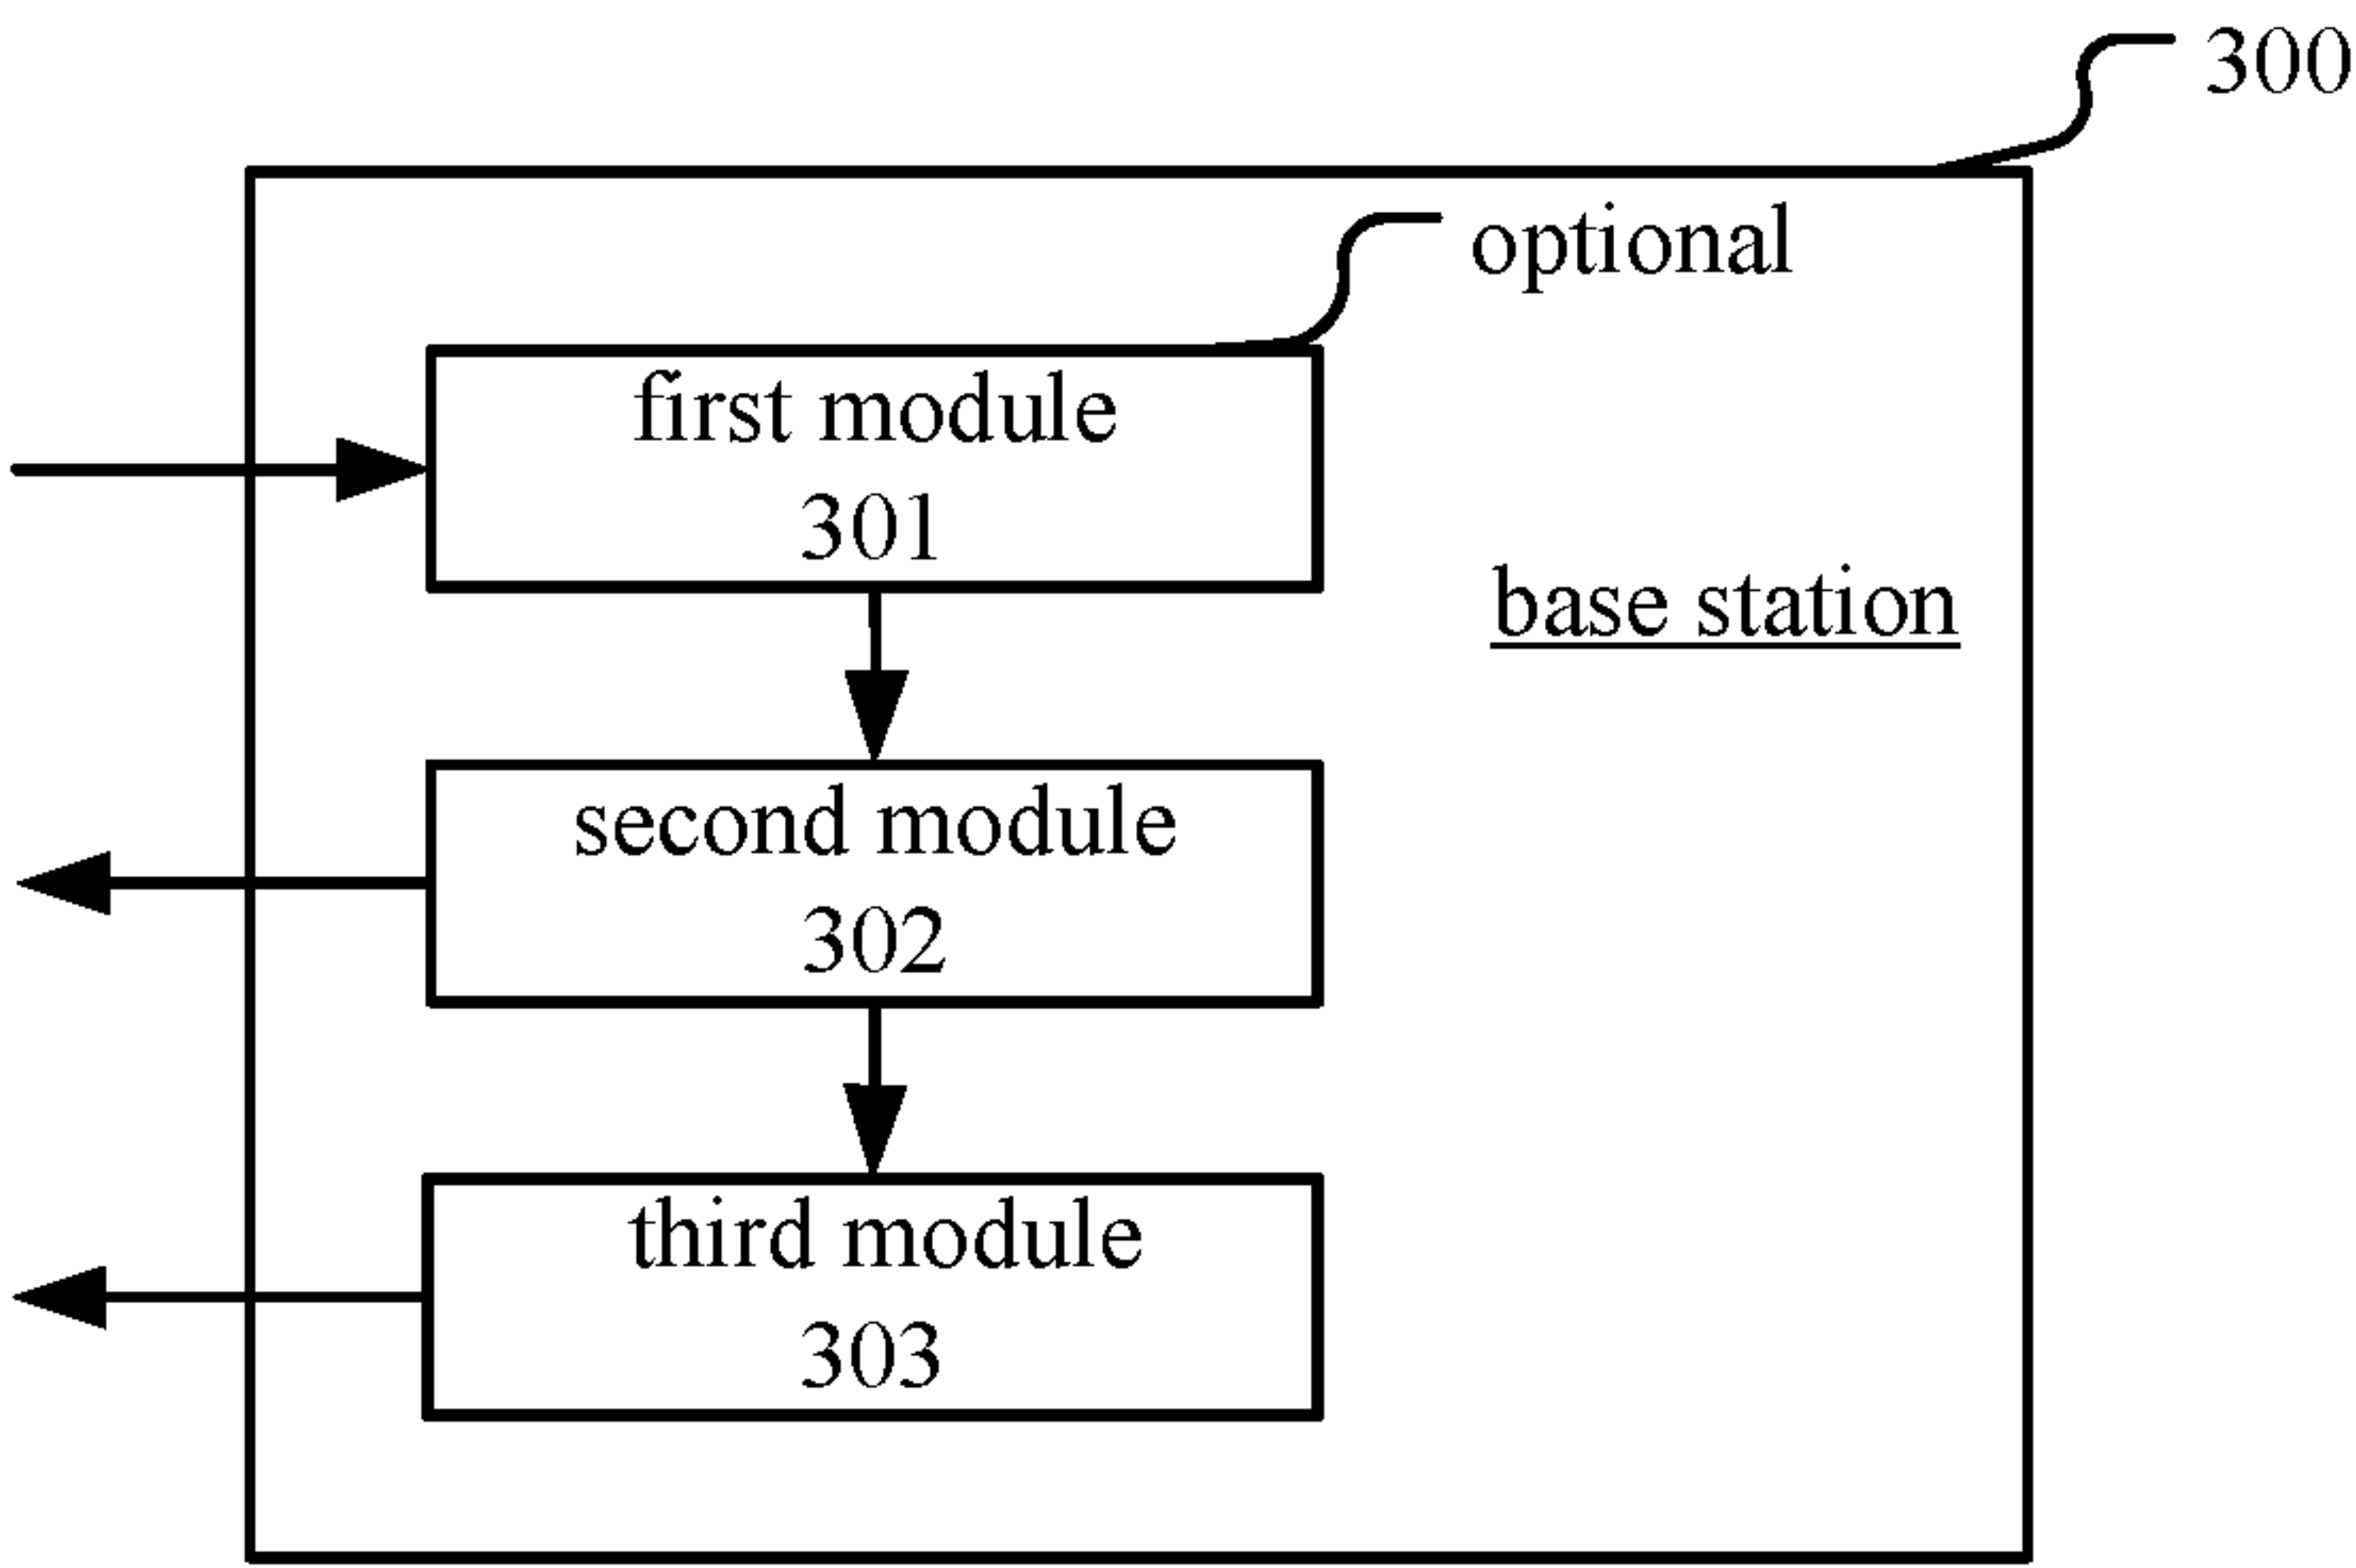 300
optional
first module
301
base station
second module
302
third module
303